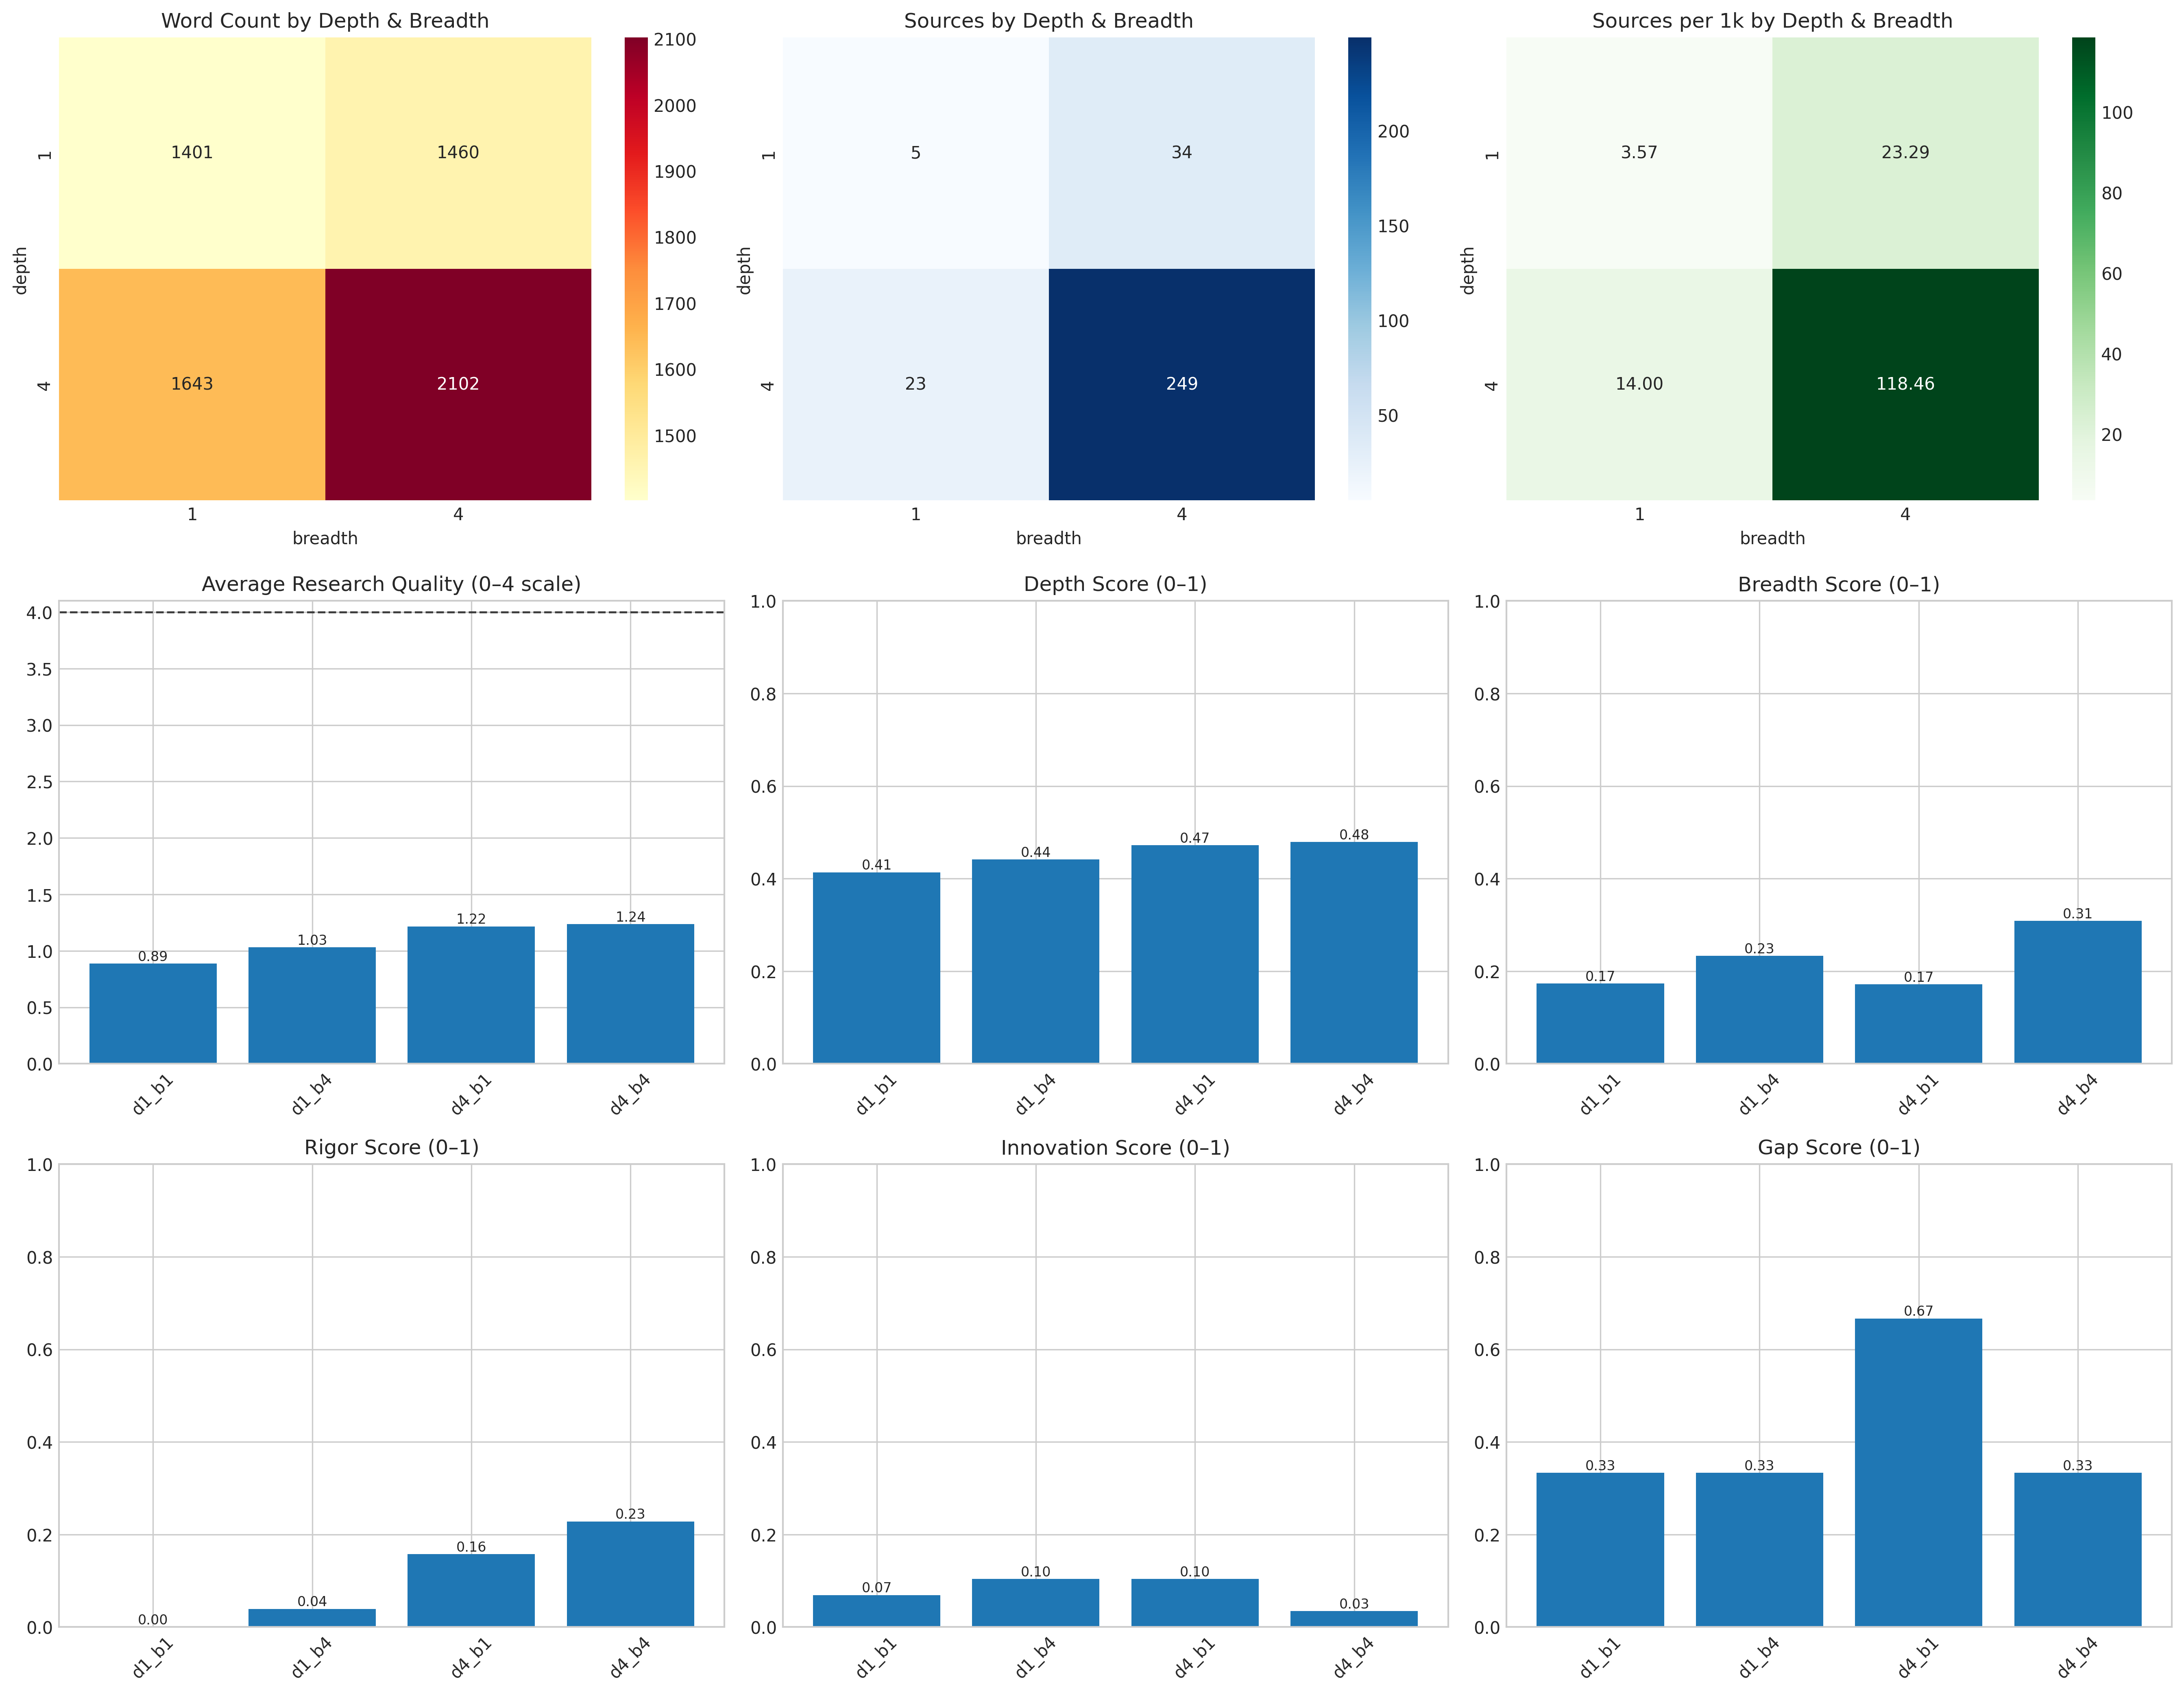 Word Count by Depth & Breadth
1401 1460
1643 2102
1
4
depth
1 4
breadth
2100
2000
1900
1800
1700
1600
1500
Sources by Depth & Breadth
5 34
23 249
1
4
depth
1 4
breadth
200
150
100
50
Sources per 1k by Depth & Breadth
3.57 23.29
14.00 118.46
1
4
depth
1 4
breadth
100
80
60
40
20
Average Research Quality (0–4 scale)
4.0
3.5
3.0
2.5
2.0
1.5
1.0
0.5
0.0
0.89 1.03 1.22 1.24
d1_b1 d1_b4 d4_b1 d4_b4
Depth Score (0–1)
1.0
0.8
0.6
0.4
0.2
0.0
0.41 0.44 0.47 0.48
d1_b1 d1_b4 d4_b1 d4_b4
Breadth Score (0–1)
1.0
0.8
0.6
0.4
0.2
0.0
0.17 0.23 0.17 0.31
d1_b1 d1_b4 d4_b1 d4_b4
Rigor Score (0–1)
1.0
0.8
0.6
0.4
0.2
0.0
0.00 0.04 0.16 0.23
d1_b1 d1_b4 d4_b1 d4_b4
Innovation Score (0–1)
1.0
0.8
0.6
0.4
0.2
0.0
0.07 0.10 0.10 0.03
d1_b1 d1_b4 d4_b1 d4_b4
Gap Score (0–1)
1.0
0.8
0.6
0.4
0.2
0.0
0.33 0.33 0.67 0.33
d1_b1 d1_b4 d4_b1 d4_b4